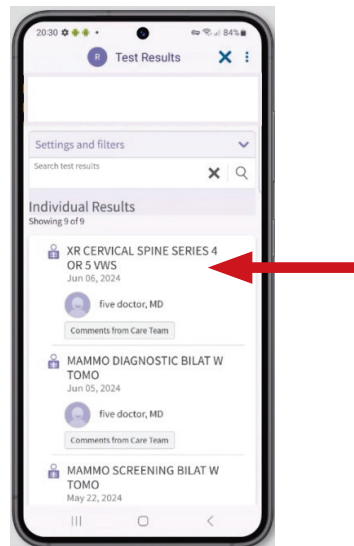 20:30 84%
R Test Results
Settings and filters
Search test results
Individual Results
Showing 9 of 9
XR CERVICAL SPINE SERIES 4
OR 5 VWS
Jun 06, 2024
five doctor, MD
Comments from Care Team
MAMMO DIAGNOSTIC BILAT W
TOMO
Jun 05, 2024
five doctor, MD
Comments from Care Team
MAMMO SCREENING BILAT W
TOMO
May 22, 2024